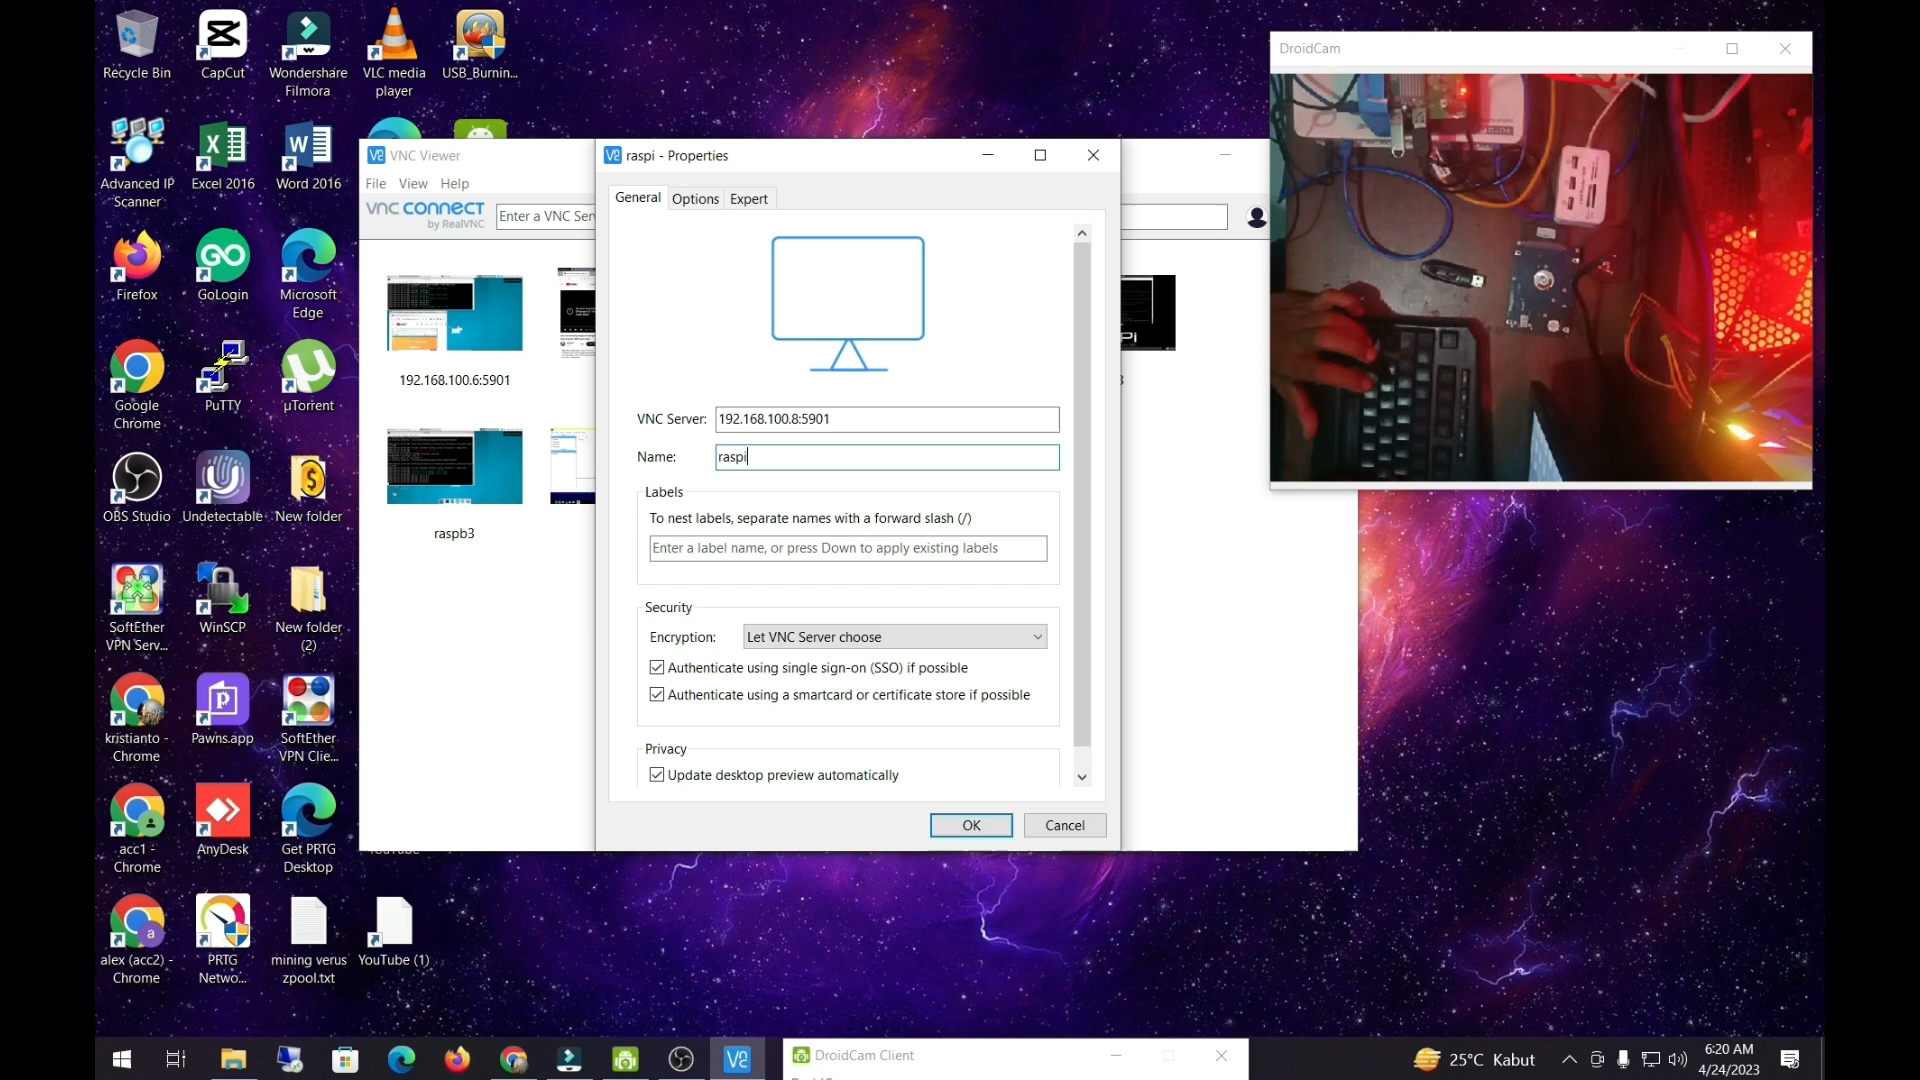 Recycle Bin
CapCut
Wondershare
Filmora
VLC media
player
USB_Burnin...
Advanced IP
Scanner
Excel 2016
Word 2016
Firefox
GoLogin
Microsoft
Edge
Google
Chrome
PuTTY
µTorrent
OBS Studio
Undetectable
New folder
SoftEther
VPN Serv...
WinSCP
New folder
(2)
kristianto -
Chrome
Pawns.app
SoftEther
VPN Clie...
acc1 -
Chrome
AnyDesk
Get PRTG
Desktop
YouTube
alex (acc2) -
Chrome
PRTG
Netwo...
mining verus
zpool.txt
YouTube (1)
VNC Viewer
File View Help
VNC CONNECT
by RealVNC
Enter a VNC Ser
192.168.100.6:5901
raspb3
raspi - Properties
General Options Expert
VNC Server: 192.168.100.8:5901
Name: raspi
Labels
To nest labels, separate names with a forward slash (/)
Enter a label name, or press Down to apply existing labels
Security
Encryption: Let VNC Server choose
Authenticate using single sign-on (SSO) if possible
Authenticate using a smartcard or certificate store if possible
Privacy
Update desktop preview automatically
OK Cancel
Pi
3
DroidCam
DroidCam Client
25°C Kabut
6:20 AM
4/24/2023